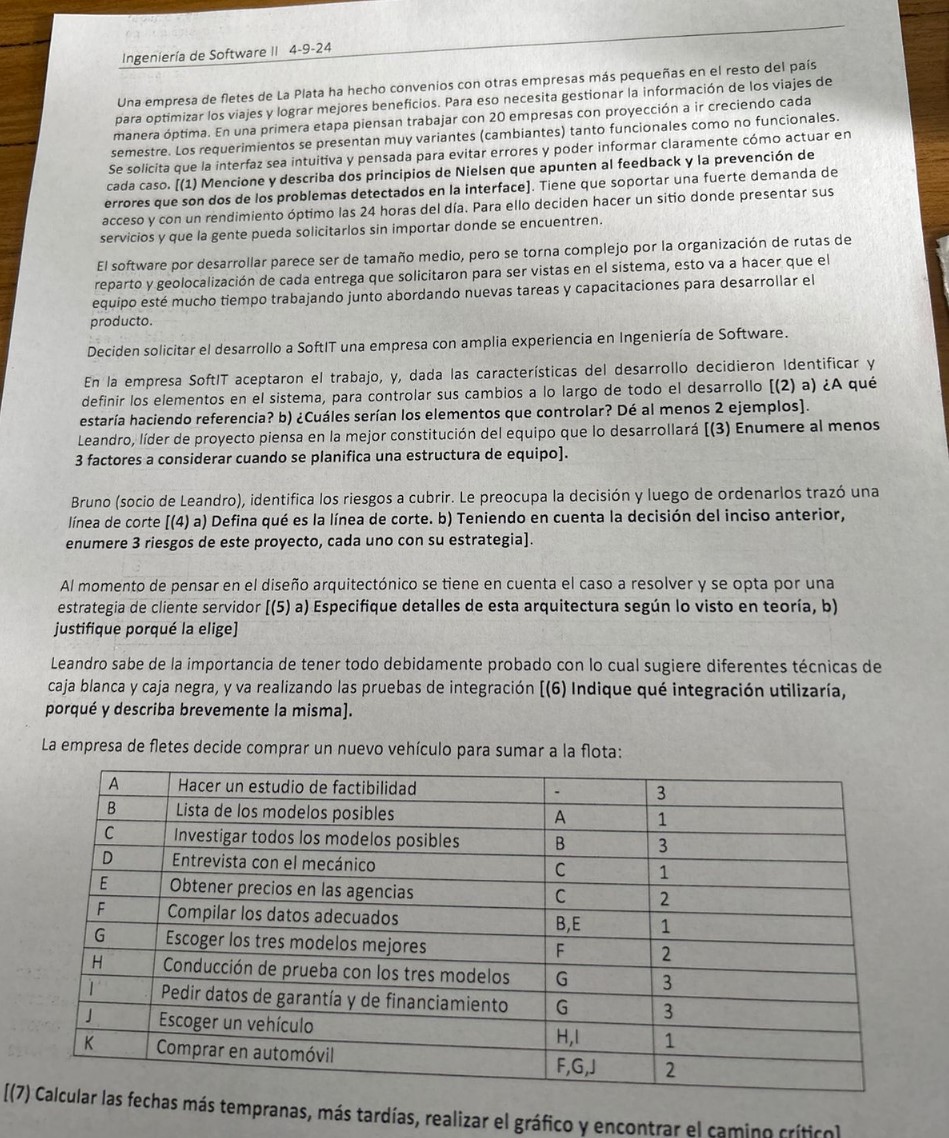 Ingeniería de Software II 4-9-24
Una empresa de fletes de La Plata ha hecho convenios con otras empresas más pequeñas en el resto del país
para optimizar los viajes y lograr mejores beneficios. Para eso necesita gestionar la información de los viajes de
manera óptima. En una primera etapa piensan trabajar con 20 empresas con proyección a ir creciendo cada
semestre. Los requerimientos se presentan muy variantes (cambiantes) tanto funcionales como no funcionales.
Se solicita que la interfaz sea intuitiva y pensada para evitar errores y poder informar claramente cómo actuar en
cada caso. [(1) Mencione y describa dos principios de Nielsen que apunten al feedback y la prevención de
errores que son dos de los problemas detectados en la interface]. Tiene que soportar una fuerte demanda de
acceso y con un rendimiento óptimo las 24 horas del día. Para ello deciden hacer un sitio donde presentar sus
servicios y que la gente pueda solicitarlos sin importar donde se encuentren.
El software por desarrollar parece ser de tamaño medio, pero se torna complejo por la organización de rutas de
reparto y geolocalización de cada entrega que solicitaron para ser vistas en el sistema, esto va a hacer que el
equipo esté mucho tiempo trabajando junto abordando nuevas tareas y capacitaciones para desarrollar el
producto.
Deciden solicitar el desarrollo a SoftIT una empresa con amplia experiencia en Ingeniería de Software.
En la empresa SoftIT aceptaron el trabajo, y, dada las características del desarrollo decidieron Identificar y
definir los elementos en el sistema, para controlar sus cambios a lo largo de todo el desarrollo [(2) a) ¿A qué
estaría haciendo referencia? b) ¿Cuáles serían los elementos que controlar? Dé al menos 2 ejemplos].
Leandro, líder de proyecto piensa en la mejor constitución del equipo que lo desarrollará [(3) Enumere al menos
3 factores a considerar cuando se planifica una estructura de equipo].
Bruno (socio de Leandro), identifica los riesgos a cubrir. Le preocupa la decisión y luego de ordenarlos trazó una
línea de corte [(4) a) Defina qué es la línea de corte. b) Teniendo en cuenta la decisión del inciso anterior,
enumere 3 riesgos de este proyecto, cada uno con su estrategia].
Al momento de pensar en el diseño arquitectónico se tiene en cuenta el caso a resolver y se opta por una
estrategia de cliente servidor [(5) a) Especifique detalles de esta arquitectura según lo visto en teoría, b)
justifique porqué la elige]
Leandro sabe de la importancia de tener todo debidamente probado con lo cual sugiere diferentes técnicas de
caja blanca y caja negra, y va realizando las pruebas de integración [(6) Indique qué integración utilizaría,
porqué y describa brevemente la misma].
La empresa de fletes decide comprar un nuevo vehículo para sumar a la flota:
A Hacer un estudio de factibilidad - 3
B Lista de los modelos posibles A 1
C Investigar todos los modelos posibles B 3
D Entrevista con el mecánico C 1
E Obtener precios en las agencias C 2
F Compilar los datos adecuados B,E 1
G Escoger los tres modelos mejores F 2
H Conducción de prueba con los tres modelos G 3
I Pedir datos de garantía y de financiamiento G 3
J Escoger un vehículo H,I 1
K Comprar en automóvil F,G,J 2
[(7) Calcular las fechas más tempranas, más tardías, realizar el gráfico y encontrar el camino crítico]